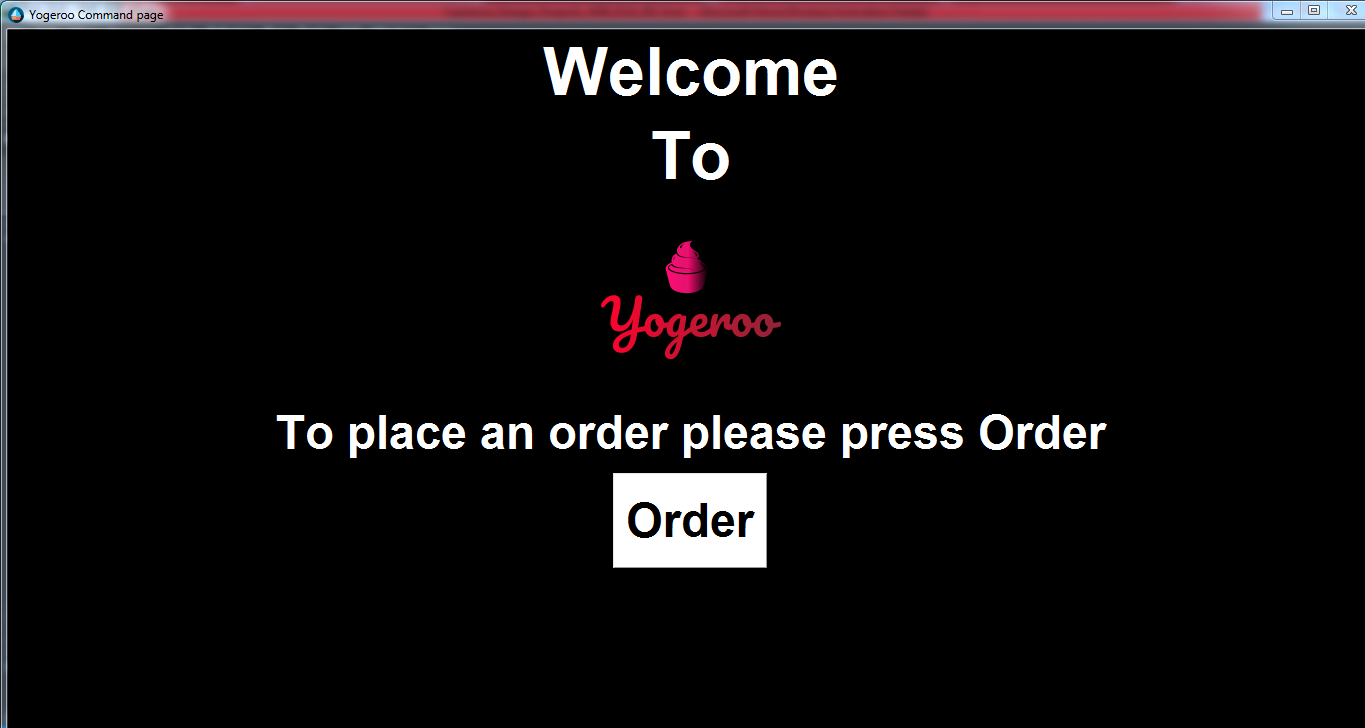 Yogeroo Command page
Welcome
To
Yogeroo
To place an order please press Order
Order